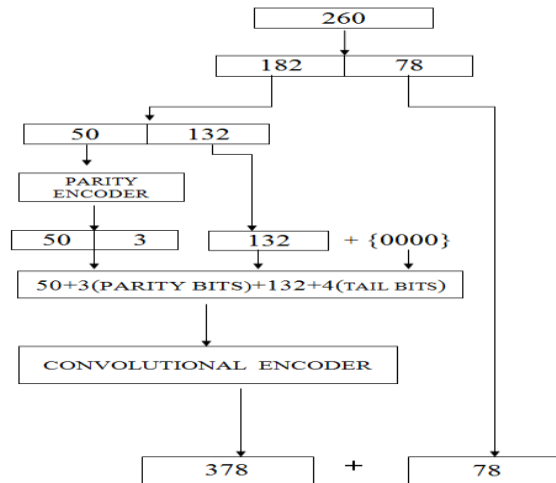 260
182 78
50 132
PARITY
ENCODER
50 3 132 + {0000}
50+3(PARITY BITS)+132+4(TAIL BITS)
CONVOLUTIONAL ENCODER
378 + 78